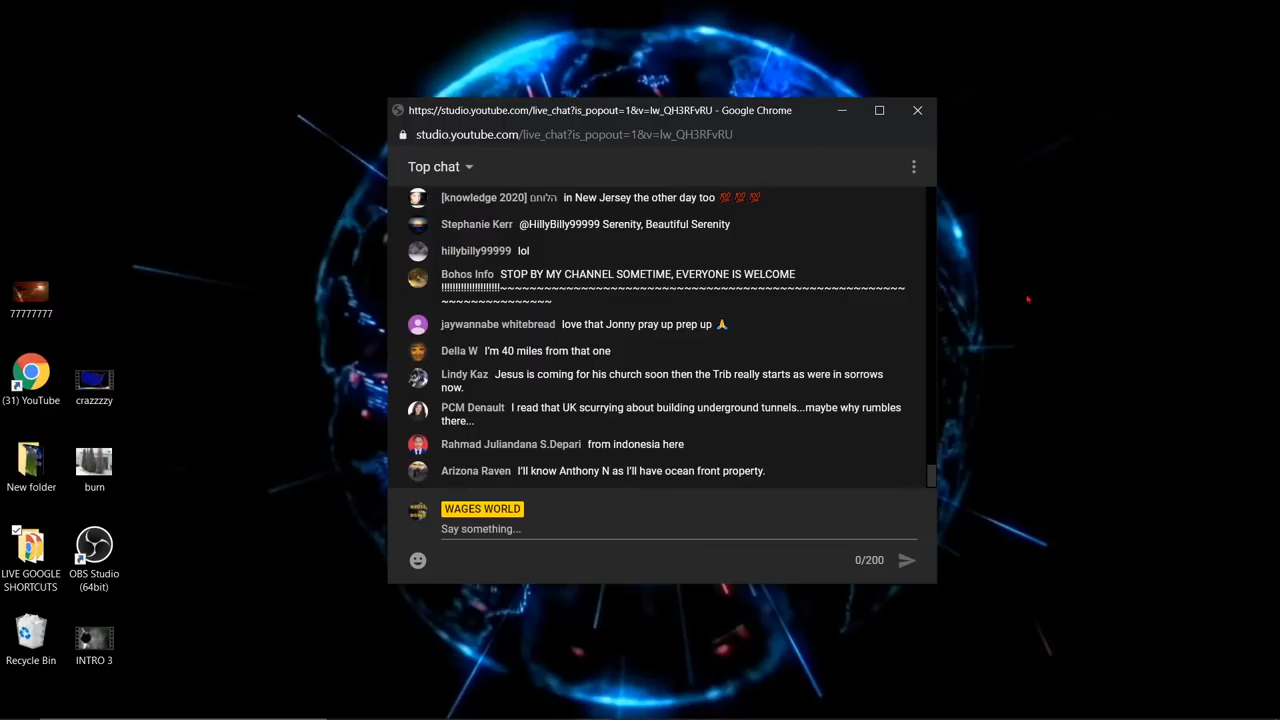 https://studio.youtube.com/live_chat?is_popout=1&v=lw_QH3RFvRU - Google Chrome
studio.youtube.com/live_chat?is_popout=1&v=lw_QH3RFvRU
Top chat
[knowledge 2020] הלוחם in New Jersey the other day too 💯 💯 💯
Stephanie Kerr @HillyBilly99999 Serenity, Beautiful Serenity
hillybilly99999 lol
Bohos Info STOP BY MY CHANNEL SOMETIME, EVERYONE IS WELCOME
!!!!!!!!!!!!!!!!!!!!!~~~~~~~~~~~~~~~~~~~~~~~~~~~~~~~~~~~~~~~~~~~~~~~~~~~~~~~~~
~~~~~~~~~~~~~~~
jaywannabe whitebread love that Jonny pray up prep up 🙏
Della W I'm 40 miles from that one
Lindy Kaz Jesus is coming for his church soon then the Trib really starts as were in sorrows
now.
PCM Denault I read that UK scurrying about building underground tunnels...maybe why rumbles
there...
Rahmad Juliandana S.Depari from indonesia here
Arizona Raven I'll know Anthony N as I'll have ocean front property.
WAGES WORLD
Say something...
0/200
77777777
(31) YouTube
crazzzzy
New folder
burn
LIVE GOOGLE
SHORTCUTS
OBS Studio
(64bit)
Recycle Bin
INTRO 3